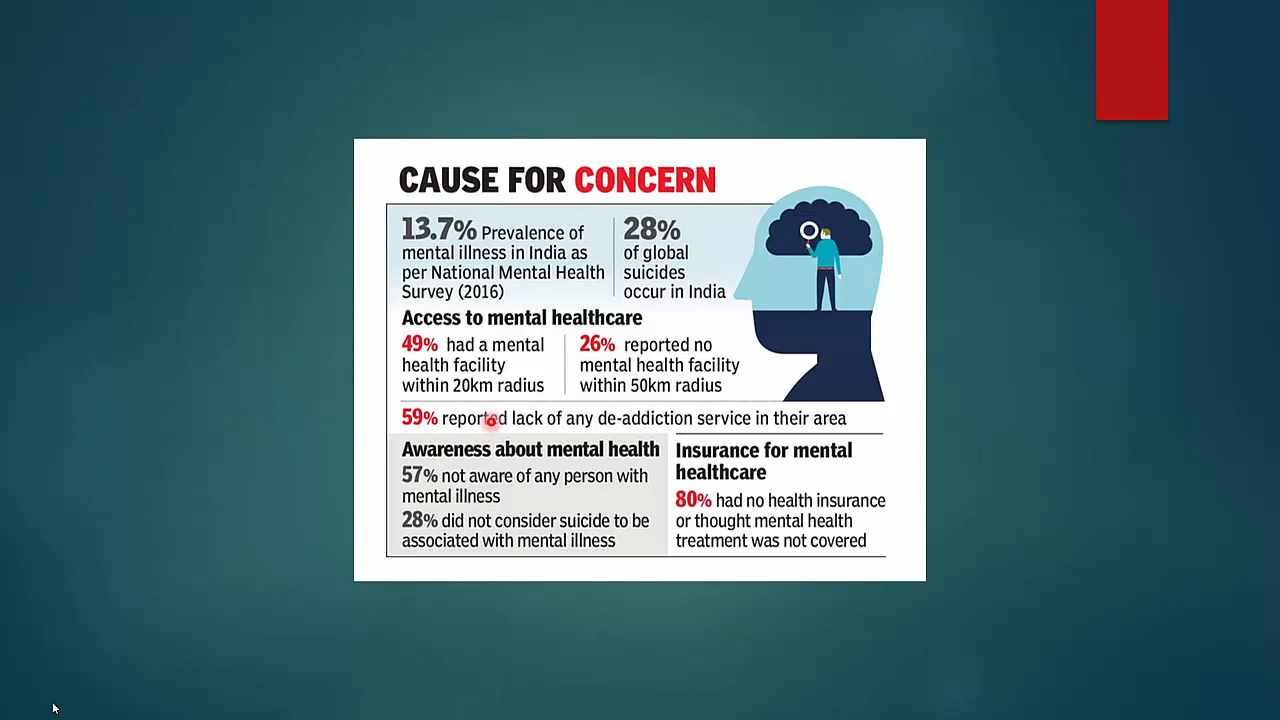 CAUSE FOR CONCERN
13.7% Prevalence of
mental illness in India as
per National Mental Health
Survey (2016)
28%
of global
suicides
occur in India
Access to mental healthcare
49% had a mental
health facility
within 20km radius
26% reported no
mental health facility
within 50km radius
59% reported lack of any de-addiction service in their area
Awareness about mental health
57% not aware of any person with
mental illness
28% did not consider suicide to be
associated with mental illness
Insurance for mental
healthcare
80% had no health insurance
or thought mental health
treatment was not covered